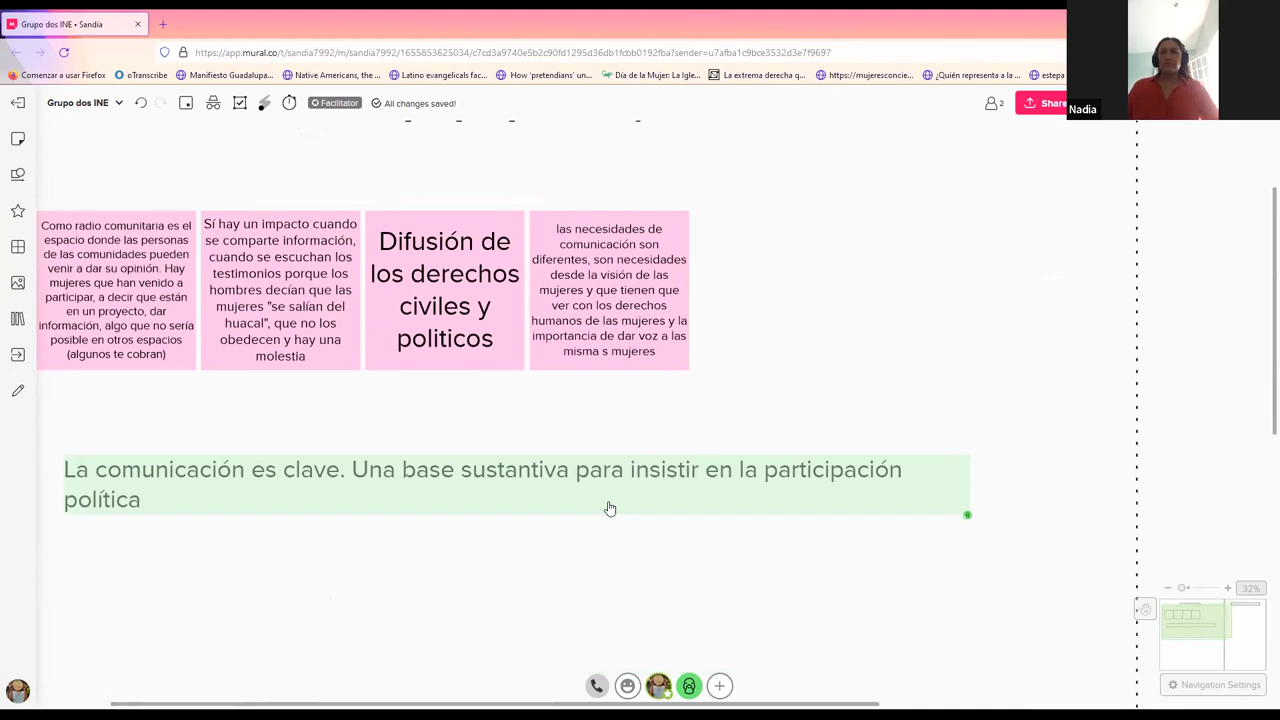 Grupo dos INE • Sandía
https://app.mural.co/t/sandia7992/m/sandia7992/1655853625034/c7cd3a9740e5b2c90fd1295d36db1fcbb0192fba?sender=u7afba1c9bce3532d3e7f9697
Comenzar a usar Firefox oTranscribe Manifiesto Guadalupa... Native Americans, the ... Latino evangelicals fac... How 'pretendians' un... Día de la Mujer: La Igle... La extrema derecha q... https://mujeresconcie... ¿Quién representa a la ... estepa
Nadia
Grupo dos INE Facilitator All changes saved! 2 Share
Como radio comunitaria es el
espacio donde las personas
de las comunidades pueden
venir a dar su opinión. Hay
mujeres que han venido a
participar, a decir que están
en un proyecto, dar
información, algo que no sería
posible en otros espacios
(algunos te cobran)
Sí hay un impacto cuando
se comparte información,
cuando se escuchan los
testimonios porque los
hombres decían que las
mujeres "se salían del
huacal", que no los
obedecen y hay una
molestia
Difusión de
los derechos
civiles y
politicos
las necesidades de
comunicación son
diferentes, son necesidades
desde la visión de las
mujeres y que tienen que
ver con los derechos
humanos de las mujeres y la
importancia de dar voz a las
misma s mujeres
La comunicación es clave. Una base sustantiva para insistir en la participación
política
32%
Navigation Settings